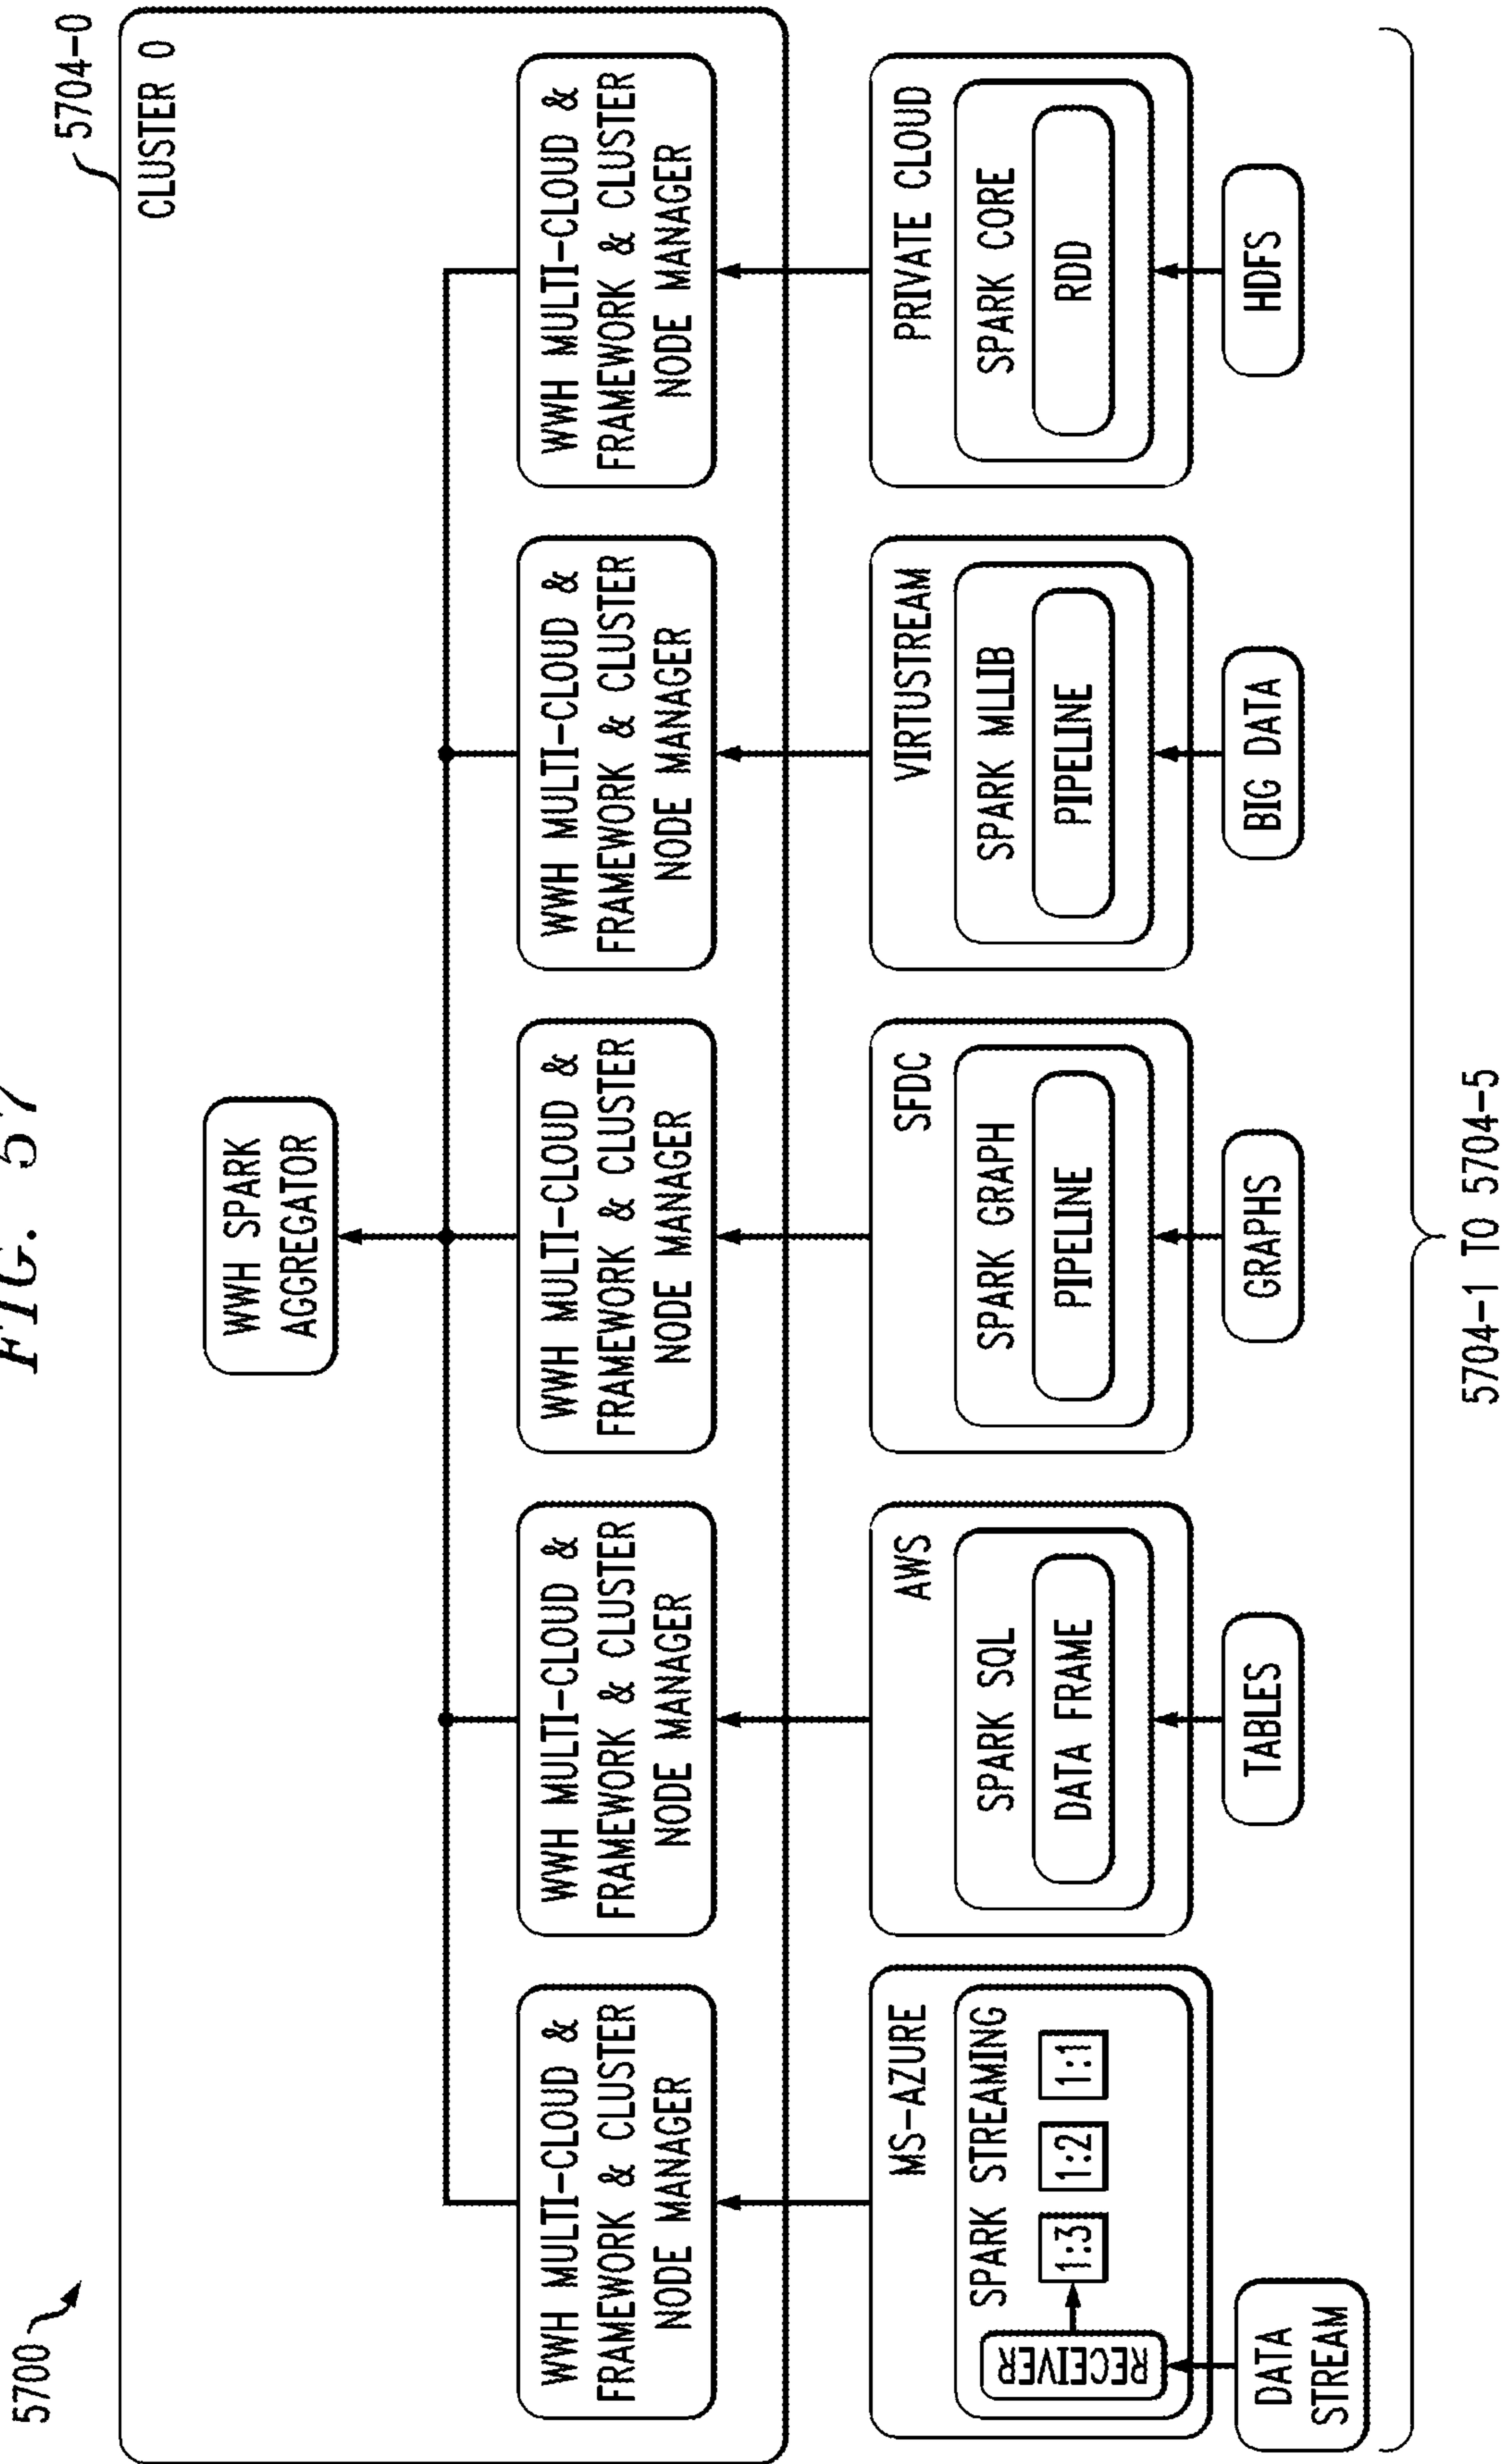 FIG. 57
5700
5704-0
CLUSTER 0
WWH SPARK
AGGREGATOR
WWH MULTI-CLOUD &
FRAMEWORK & CLUSTER
NODE MANAGER
WWH MULTI-CLOUD &
FRAMEWORK & CLUSTER
NODE MANAGER
WWH MULTI-CLOUD &
FRAMEWORK & CLUSTER
NODE MANAGER
WWH MULTI-CLOUD &
FRAMEWORK & CLUSTER
NODE MANAGER
WWH MULTI-CLOUD &
FRAMEWORK & CLUSTER
NODE MANAGER
MS-AZURE
SPARK STREAMING
RECEIVER
1:3
1:2
1:1
DATA
STREAM
AWS
SPARK SQL
DATA FRAME
TABLES
SFDC
SPARK GRAPH
PIPELINE
GRAPHS
VIRTUSTREAM
SPARK MLLIB
PIPELINE
BIG DATA
PRIVATE CLOUD
SPARK CORE
RDD
HDFS
5704-1 TO 5704-5